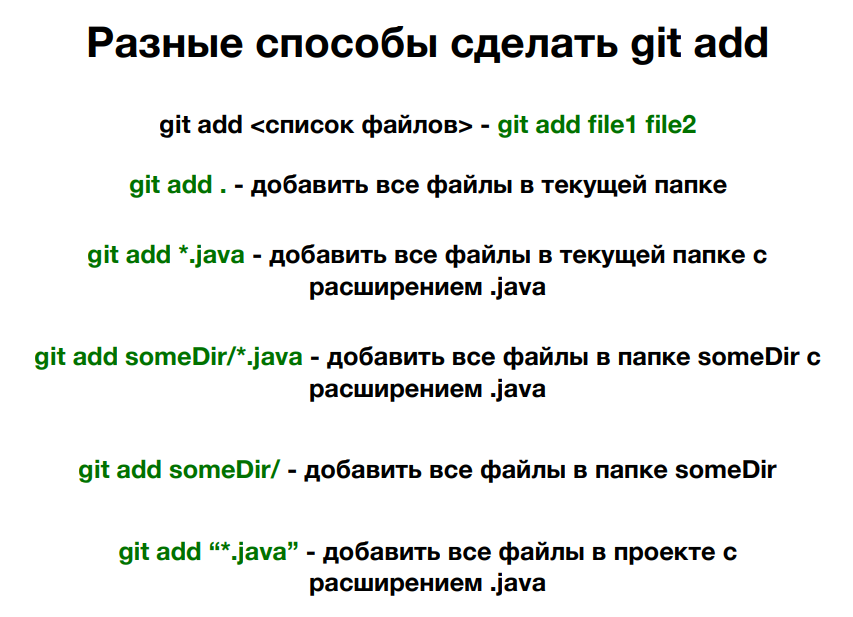 Разные способы сделать git add
git add <список файлов> - git add file1 file2
git add . - добавить все файлы в текущей папке
git add *.java - добавить все файлы в текущей папке с
расширением .java
git add someDir/*.java - добавить все файлы в папке someDir с
расширением .java
git add someDir/ - добавить все файлы в папке someDir
git add “*.java” - добавить все файлы в проекте с
расширением .java